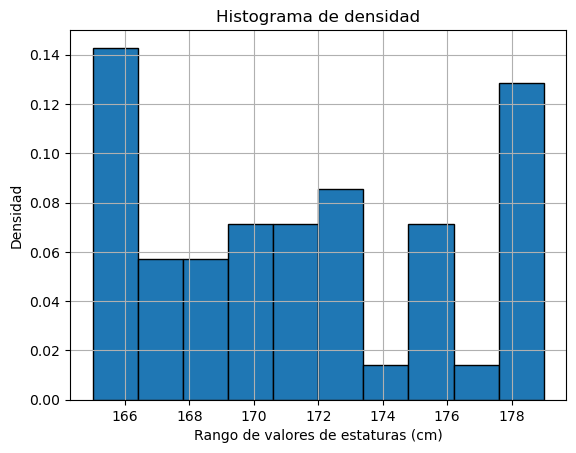 Histograma de densidad
0.14
0.12
0.10
0.08
0.06
0.04
0.02
0.00
Densidad
166 168 170 172 174 176 178
Rango de valores de estaturas (cm)